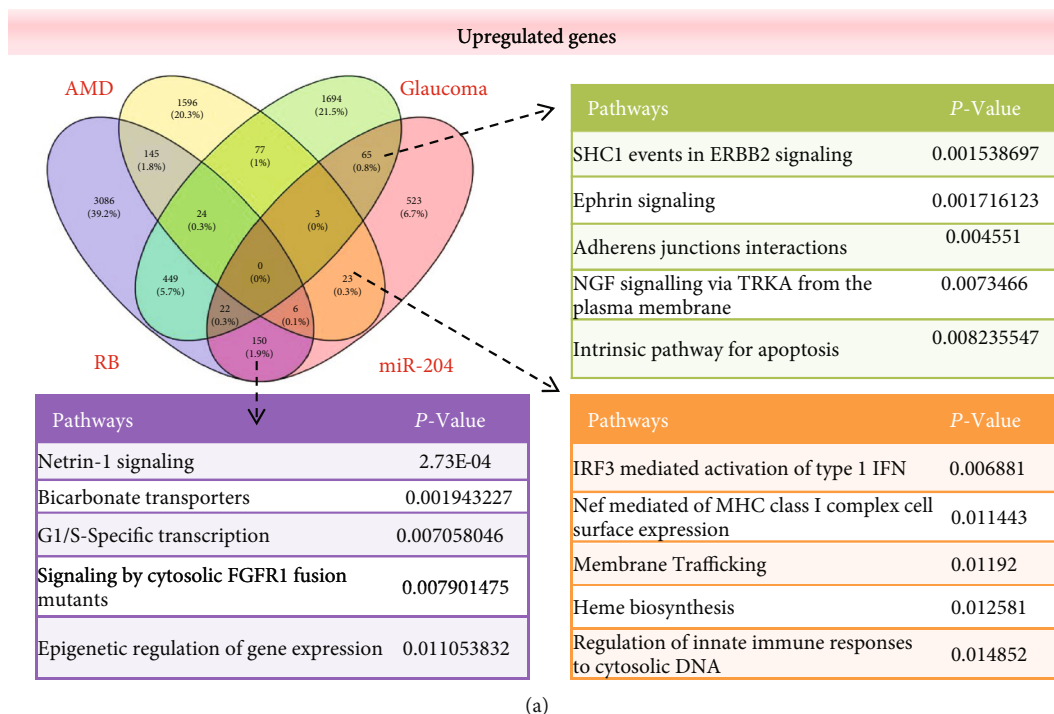 Upregulated genes
AMD
Glaucoma
1596
(20.3%)
1694
(21.5%)
145
(1.8%)
77
(1%)
65
(0.8%)
3086
(39.2%)
24
(0.3%)
3
(0%)
523
(6.7%)
449
(5.7%)
0
(0%)
23
(0.3%)
22
(0.3%)
6
(0.1%)
150
(1.9%)
RB
miR-204
Pathways P-Value
SHC1 events in ERBB2 signaling 0.001538697
Ephrin signaling 0.001716123
Adherens junctions interactions 0.004551
NGF signalling via TRKA from the
plasma membrane 0.0073466
Intrinsic pathway for apoptosis 0.008235547
Pathways P-Value
Netrin-1 signaling 2.73E-04
Bicarbonate transporters 0.001943227
G1/S-Specific transcription 0.007058046
Signaling by cytosolic FGFR1 fusion
mutants 0.007901475
Epigenetic regulation of gene expression 0.011053832
Pathways P-Value
IRF3 mediated activation of type 1 IFN 0.006881
Nef mediated of MHC class I complex cell
surface expression 0.011443
Membrane Trafficking 0.01192
Heme biosynthesis 0.012581
Regulation of innate immune responses
to cytosolic DNA 0.014852
(a)